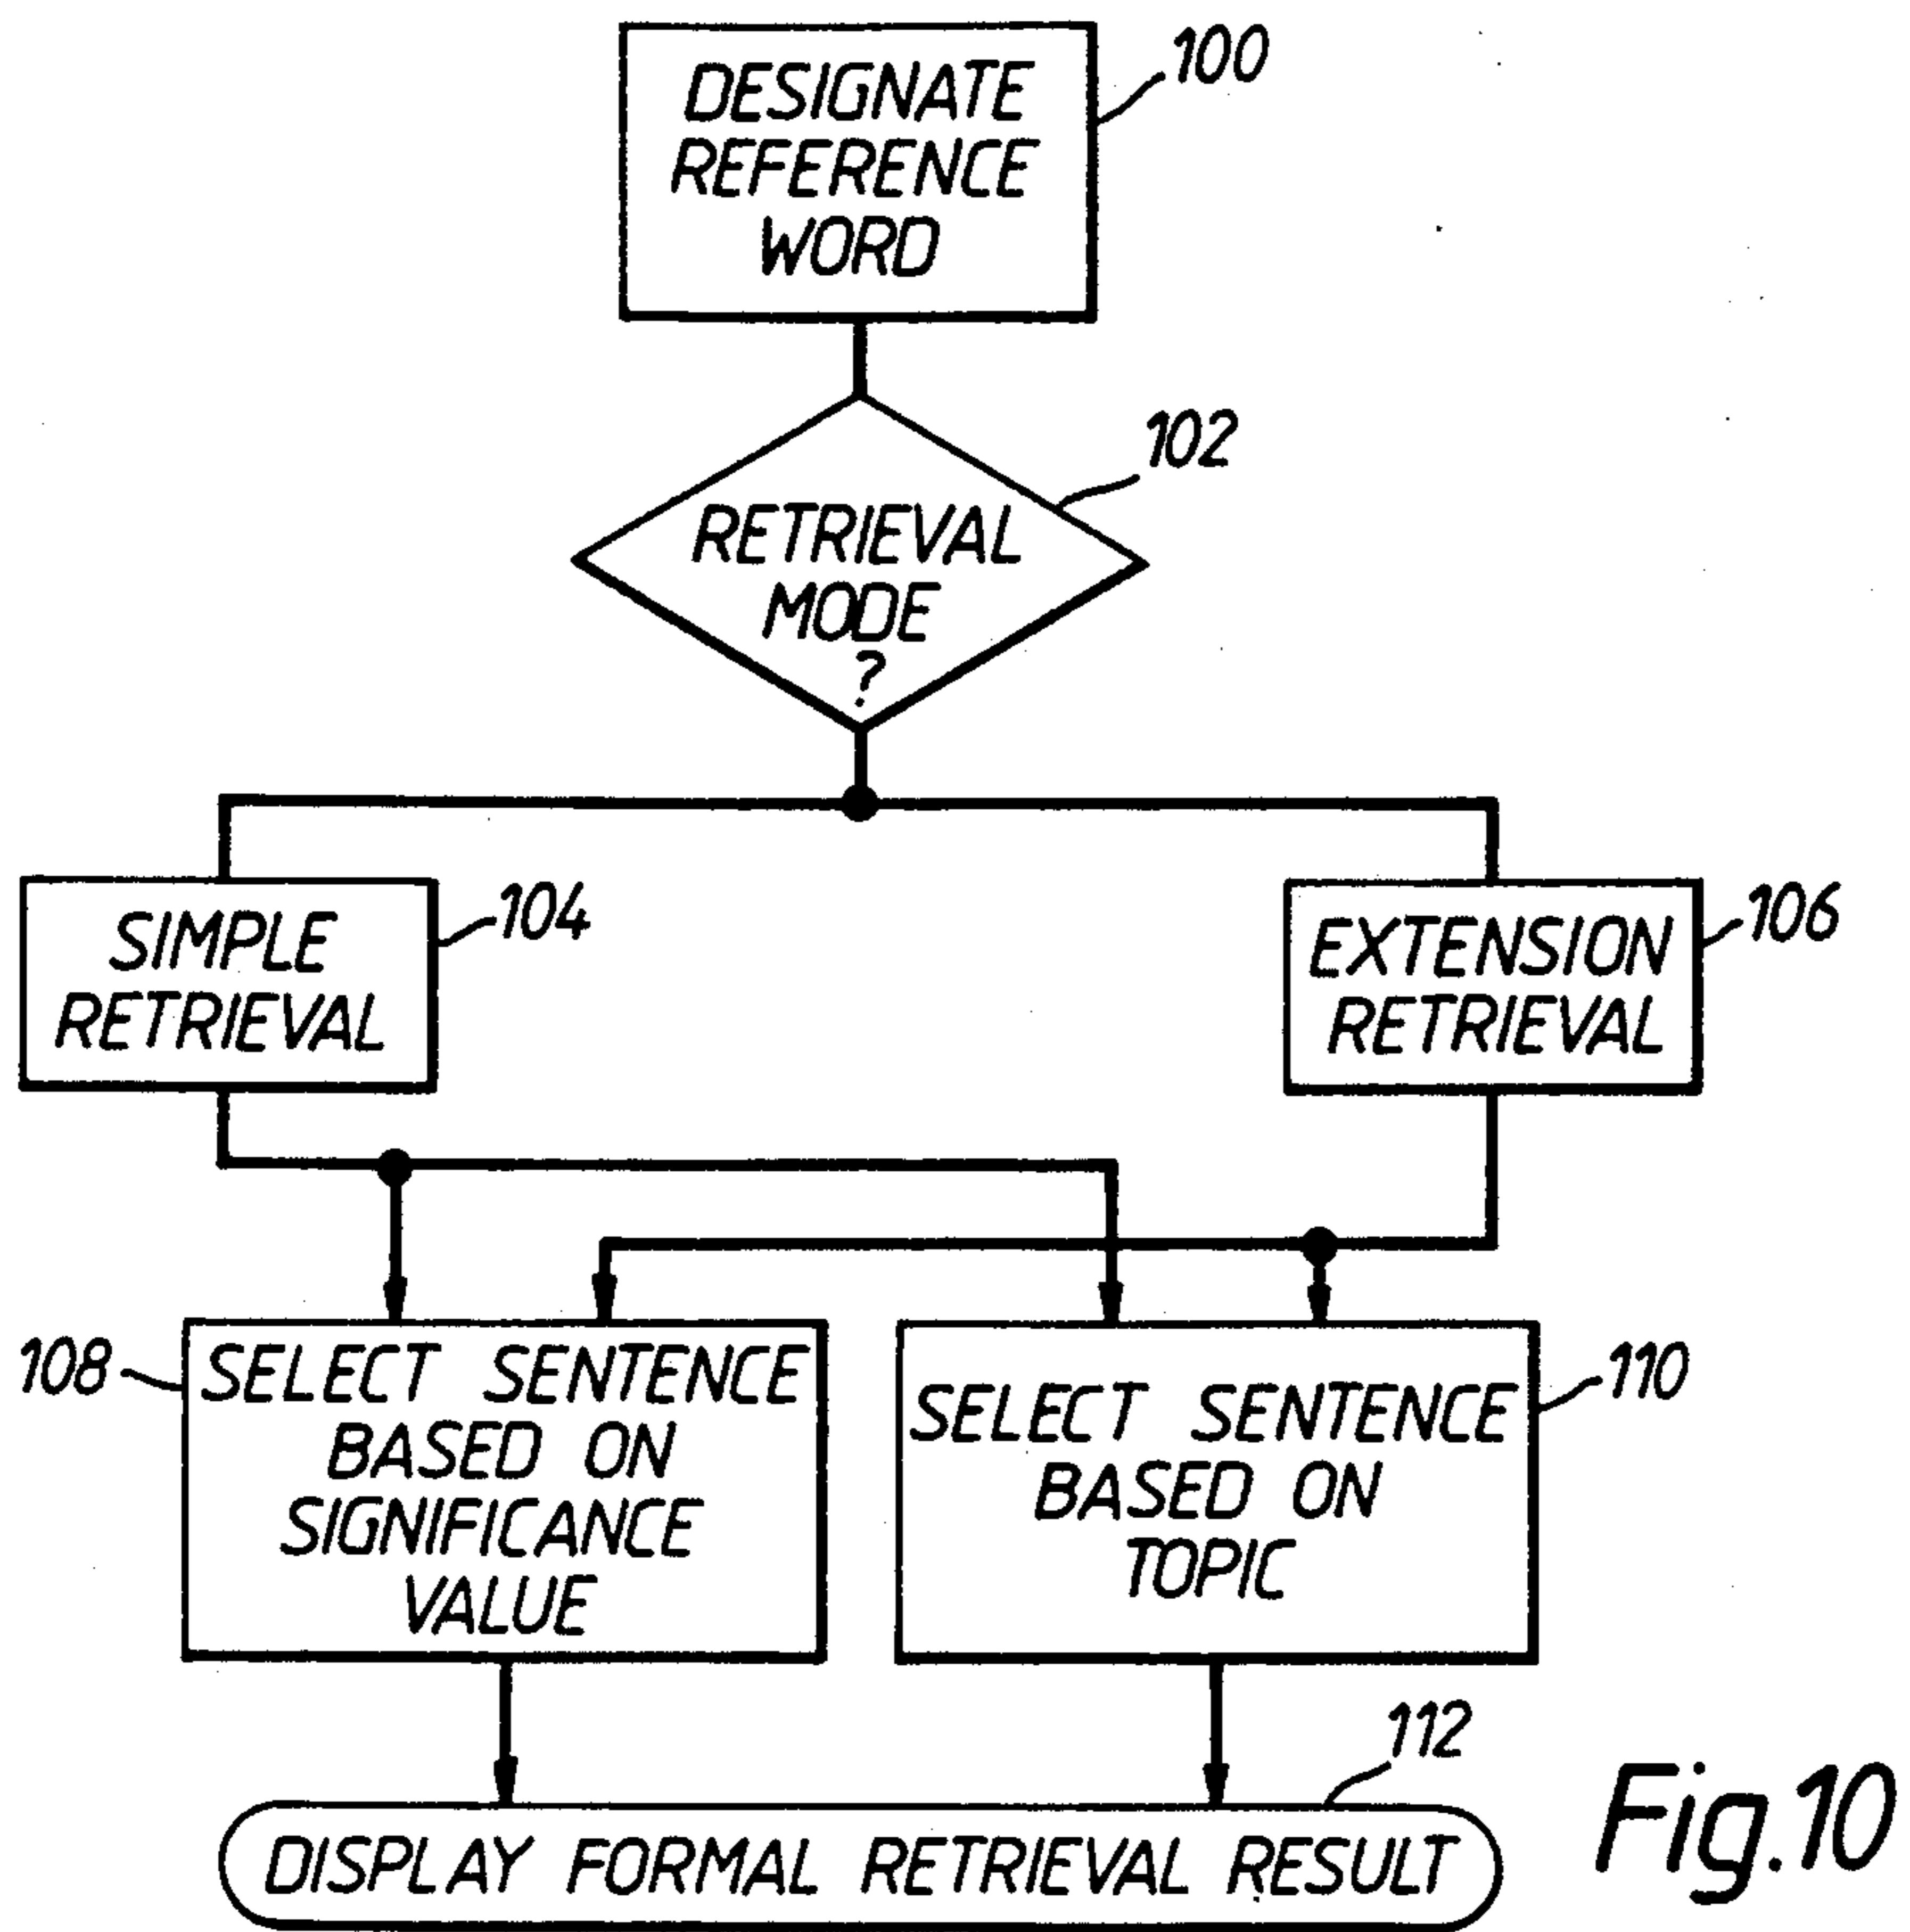 DESIGNATE
REFERENCE
WORD
100
102
RETRIEVAL
MODE
?
SIMPLE
RETRIEVAL
104
EXTENSION
RETRIEVAL
106
108
SELECT SENTENCE
BASED ON
SIGNIFICANCE
VALUE
SELECT SENTENCE
BASED ON
TOPIC
110
112
DISPLAY FORMAL RETRIEVAL RESULT
Fig.10